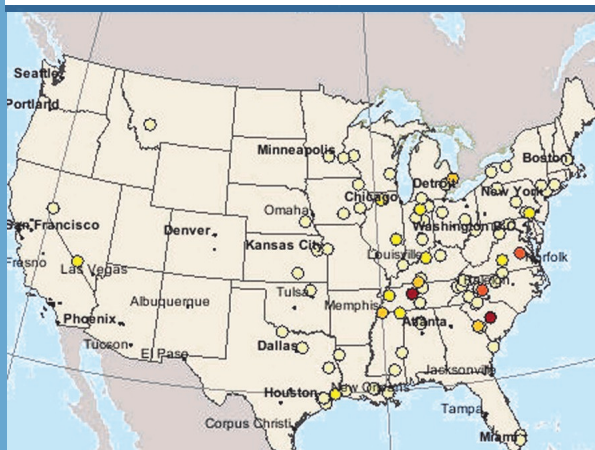 Seattle
Portland
Minneapolis
Boston
Detroit
Chicago
New York
Omaha
San Francisco
Denver
Washington D.C.
Kansas City
Louisville
Norfolk
Fresno
Las Vegas
Tulsa
Raleigh
Albuquerque
Memphis
Phoenix
Atlanta
Tucson
Dallas
El Paso
Jacksonville
Houston
New Orleans
Tampa
Corpus Christi
Miami